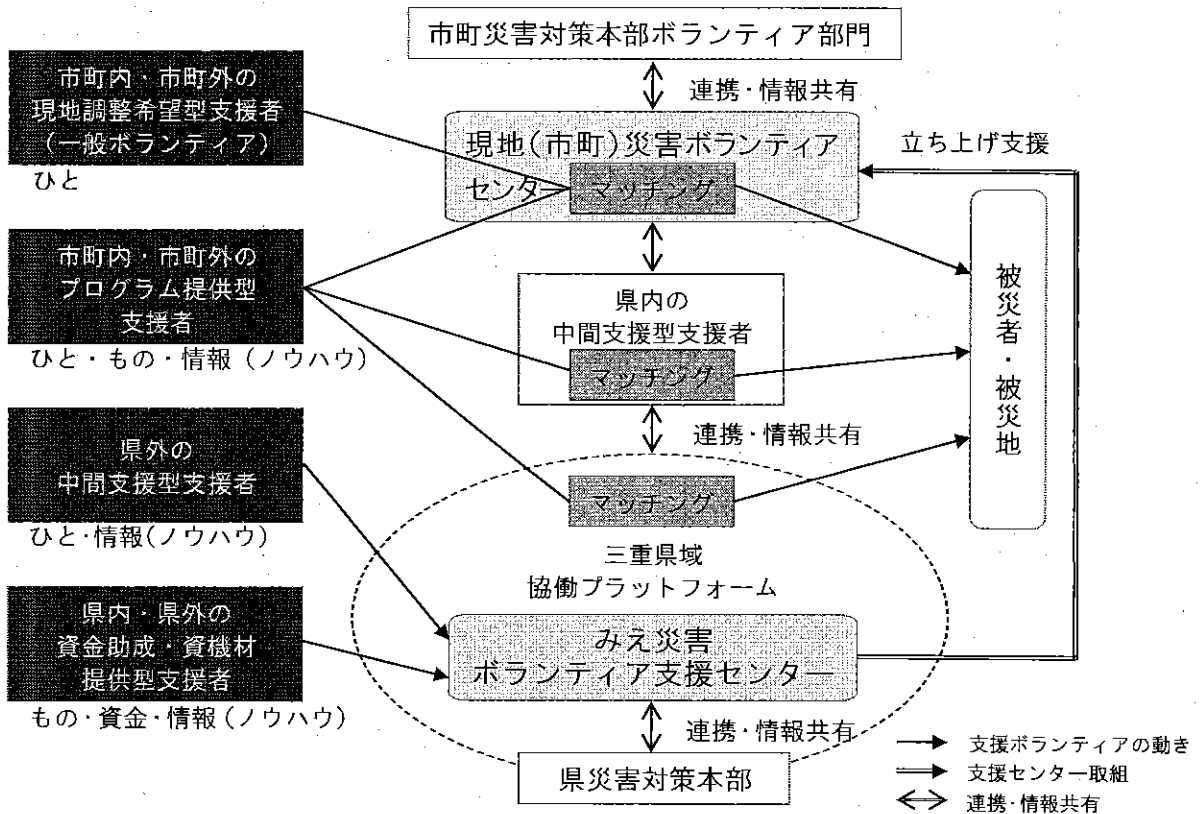 市町災害対策本部ボランティア部門
連携・情報共有
市町内・市町外の
現地調整希望型支援者
（一般ボランティア）
ひと
現地(市町)災害ボランティア
センター
マッチング
立ち上げ支援
市町内・市町外の
プログラム提供型
支援者
ひと・もの・情報（ノウハウ）
県内の
中間支援型支援者
マッチング
被災者・被災地
連携・情報共有
県外の
中間支援型支援者
ひと・情報(ノウハウ)
マッチング
三重県域
協働プラットフォーム
県内・県外の
資金助成・資機材
提供型支援者
もの・資金・情報（ノウハウ）
みえ災害
ボランティア支援センター
連携・情報共有
県災害対策本部
支援ボランティアの動き
支援センター取組
連携・情報共有